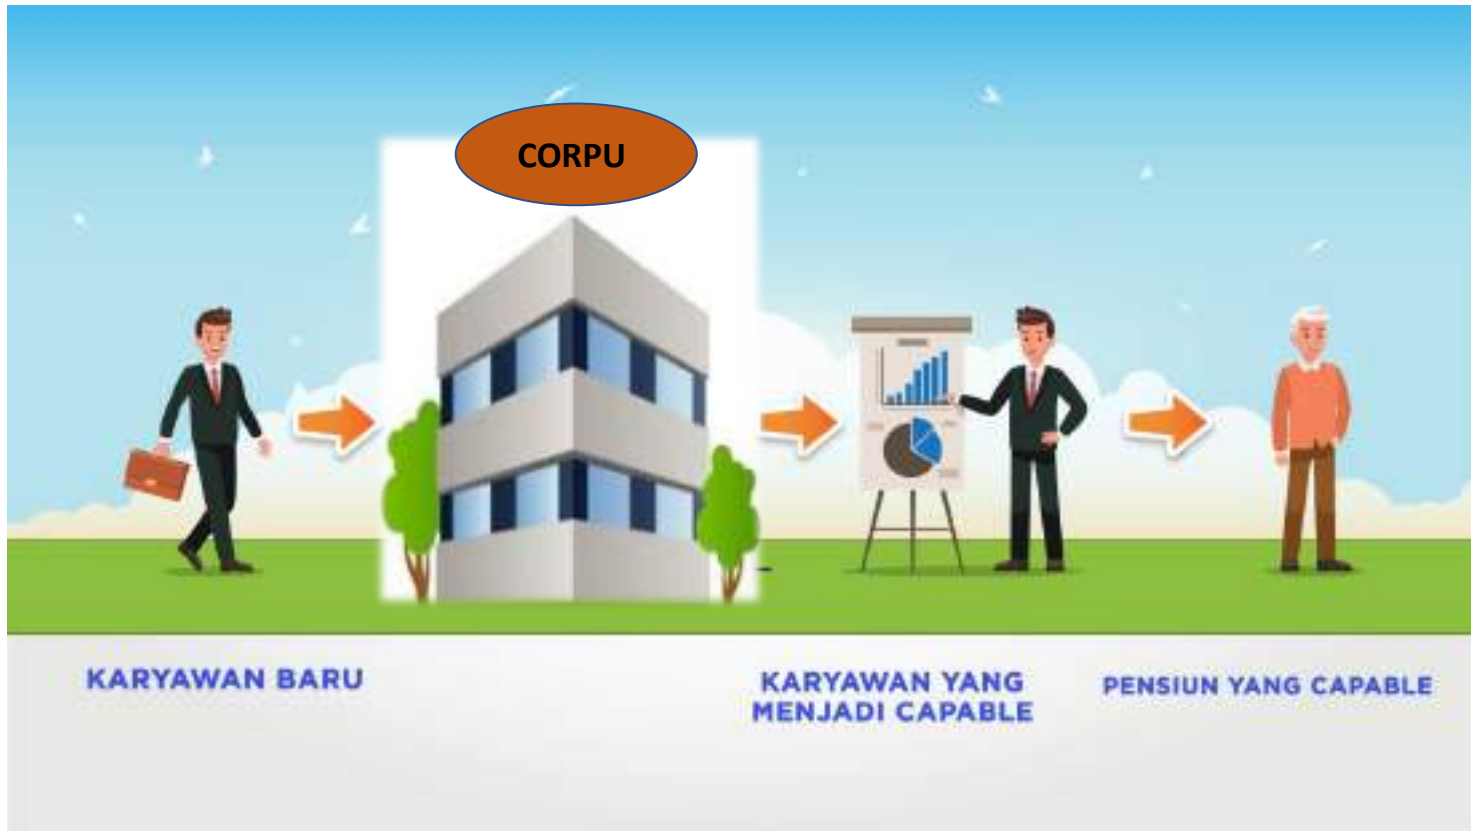 CORPU
KARYAWAN BARU
KARYAWAN YANG
MENJADI CAPABLE
PENSIUN YANG CAPABLE